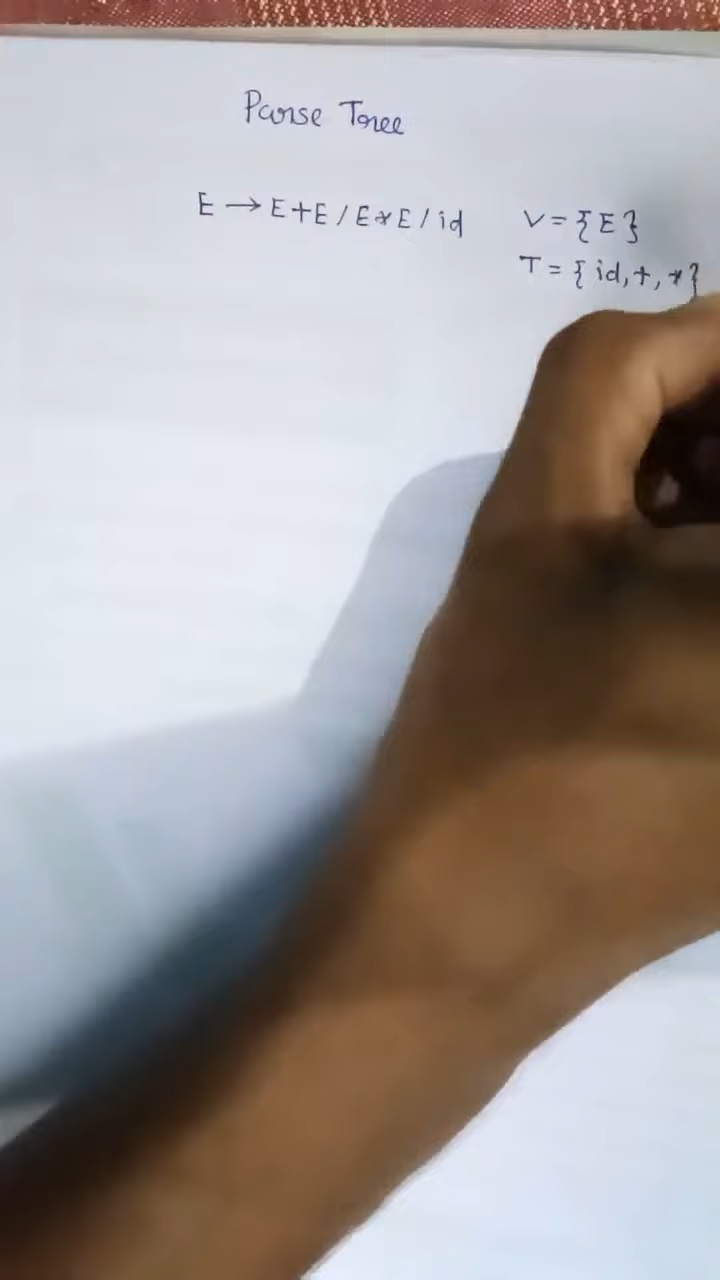 Parse Tree
E → E+E / E*E / id
V = {E}
T = {id, +, *}